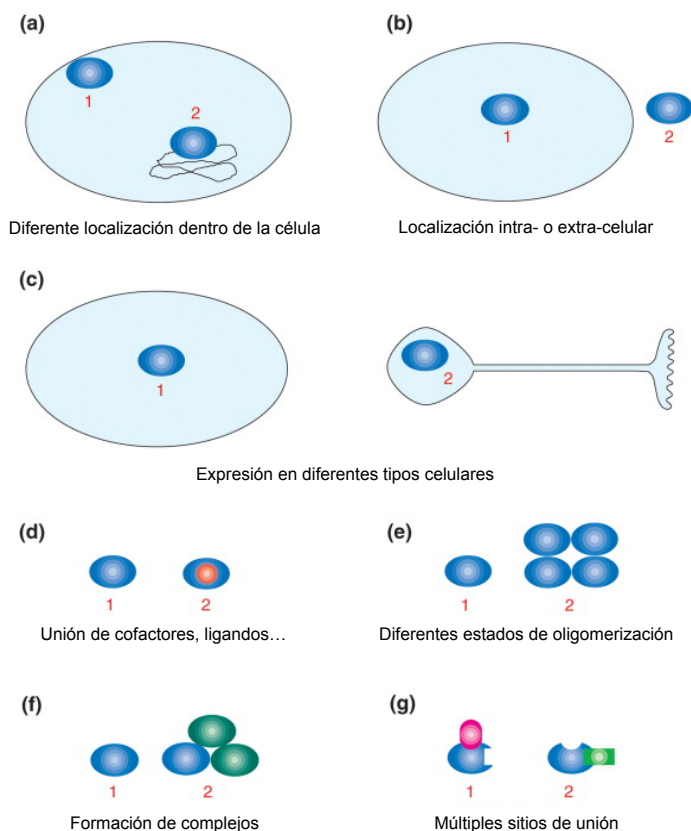 (a)
(b)
1
2
1
2
Diferente localización dentro de la célula
Localización intra- o extra-celular
(c)
1
2
Expresión en diferentes tipos celulares
(d)
(e)
1
2
1
2
Unión de cofactores, ligandos…
Diferentes estados de oligomerización
(f)
(g)
1
2
1
2
Formación de complejos
Múltiples sitios de unión